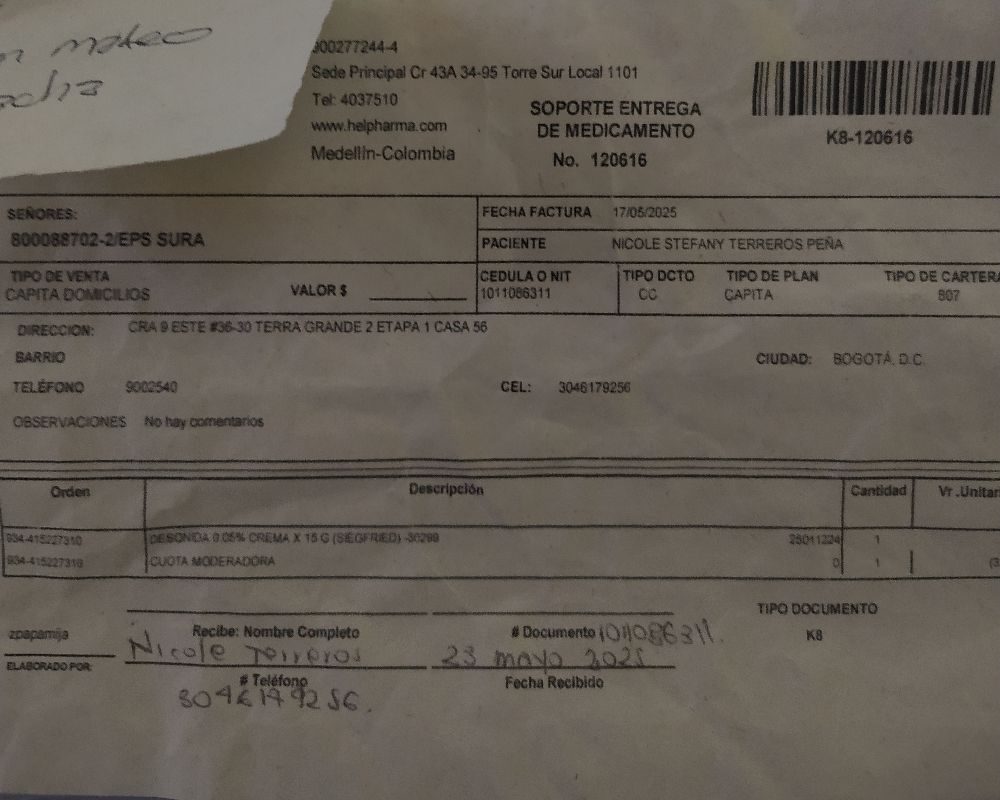 mateo
900277244-4
Sede Principal Cr 43A 34-95 Torre Sur Local 1101
Tel: 4037510
www.helpharma.com
Medellín-Colombia
SOPORTE ENTREGA
DE MEDICAMENTO
No. 120616
K8-120616
SEÑORES:
800088702-2/EPS SURA
FECHA FACTURA 17/05/2025
PACIENTE NICOLE STEFANY TERREROS PEÑA
TIPO DE VENTA
CAPITA DOMICILIOS
VALOR $
CEDULA O NIT
1011086311
TIPO DCTO
CC
TIPO DE PLAN
CAPITA
TIPO DE CARTERA
807
DIRECCION: CRA 9 ESTE #36-30 TERRA GRANDE 2 ETAPA 1 CASA 56
BARRIO
CIUDAD: BOGOTÁ, D.C.
TELÉFONO 9002540
CEL: 3046179256
OBSERVACIONES No hay comentarios
Orden Descripción Cantidad Vr .Unitari
934-415227310 DESONIDA 0.05% CREMA X 15 G (SIEGFRIED) -30299 25011224 1
934-415227310 CUOTA MODERADORA 0 1 (3
TIPO DOCUMENTO
K8
zpapamija
ELABORADO POR:
Recibe: Nombre Completo
Nicole Terreros
# Documento 1011086311.
23 mayo 2025
# Teléfono
3046179256.
Fecha Recibido